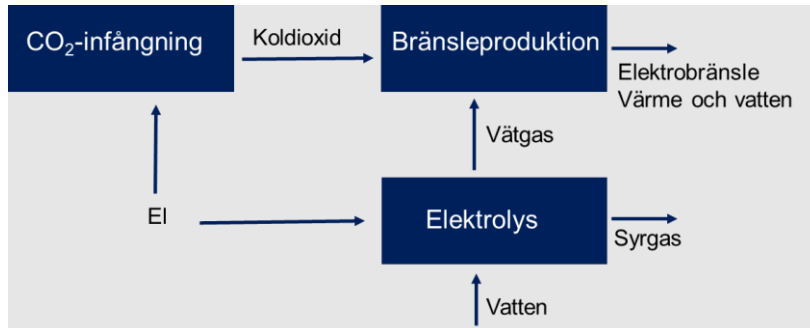 CO₂-infångning
Koldioxid
Bränsleproduktion
Elektrobränsle
Värme och vatten
Vätgas
El
Elektrolys
Syrgas
Vatten